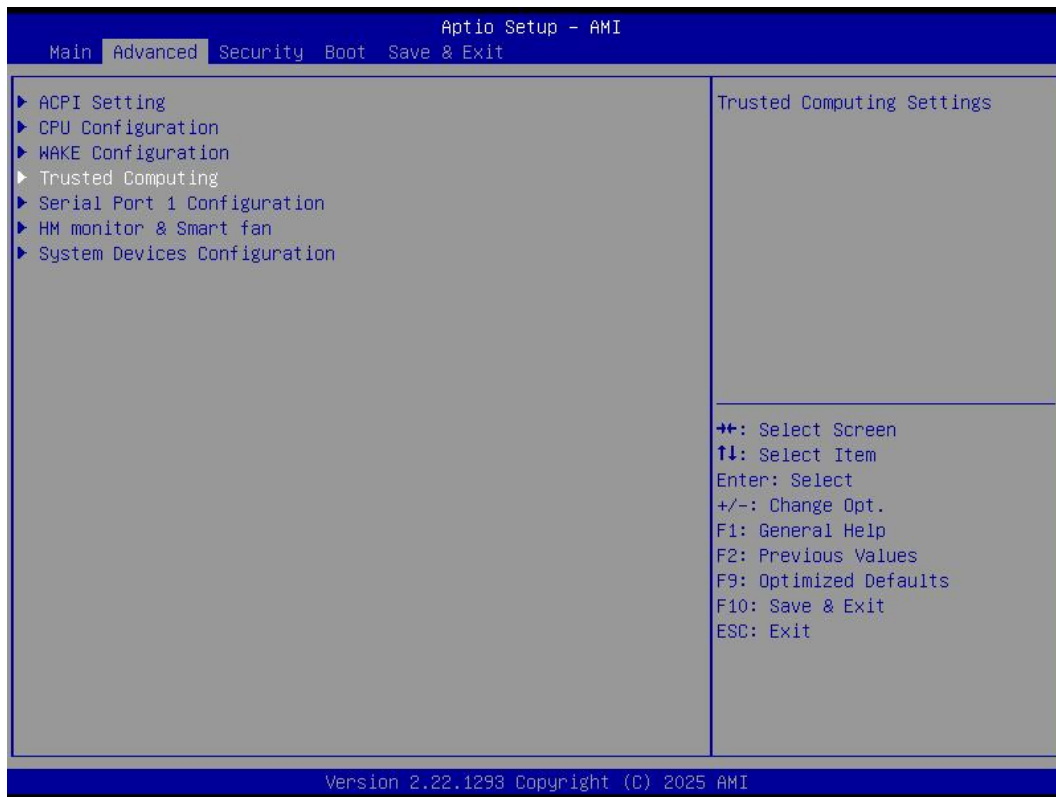 Aptio Setup – AMI
Main Advanced Security Boot Save & Exit
▶ ACPI Setting
▶ CPU Configuration
▶ WAKE Configuration
▶ Trusted Computing
▶ Serial Port 1 Configuration
▶ HM monitor & Smart fan
▶ System Devices Configuration
Trusted Computing Settings
→←: Select Screen
↑↓: Select Item
Enter: Select
+/-: Change Opt.
F1: General Help
F2: Previous Values
F9: Optimized Defaults
F10: Save & Exit
ESC: Exit
Version 2.22.1293 Copyright (C) 2025 AMI